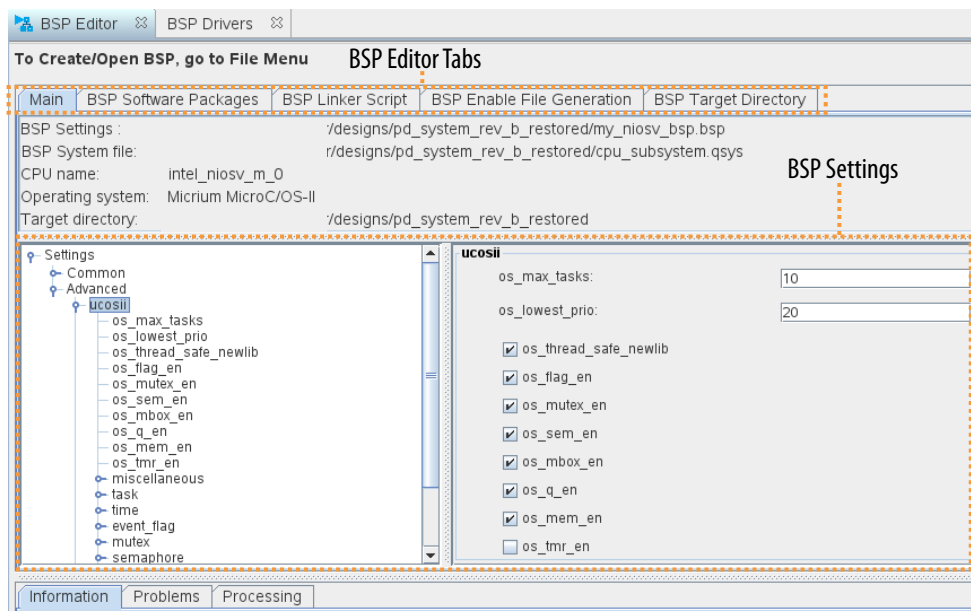 BSP Editor BSP Drivers
To Create/Open BSP, go to File Menu
BSP Editor Tabs
Main BSP Software Packages BSP Linker Script BSP Enable File Generation BSP Target Directory
BSP Settings : :/designs/pd_system_rev_b_restored/my_niosv_bsp.bsp
BSP System file: r/designs/pd_system_rev_b_restored/cpu_subsystem.qsys
CPU name: intel_niosv_m_0
Operating system: Micrium MicroC/OS-II
Target directory: :/designs/pd_system_rev_b_restored
BSP Settings
Settings
Common
Advanced
ucosii
os_max_tasks
os_lowest_prio
os_thread_safe_newlib
os_flag_en
os_mutex_en
os_sem_en
os_mbox_en
os_q_en
os_mem_en
os_tmr_en
miscellaneous
task
time
event_flag
mutex
semaphore
ucosii
os_max_tasks: 10
os_lowest_prio: 20
os_thread_safe_newlib
os_flag_en
os_mutex_en
os_sem_en
os_mbox_en
os_q_en
os_mem_en
os_tmr_en
Information Problems Processing